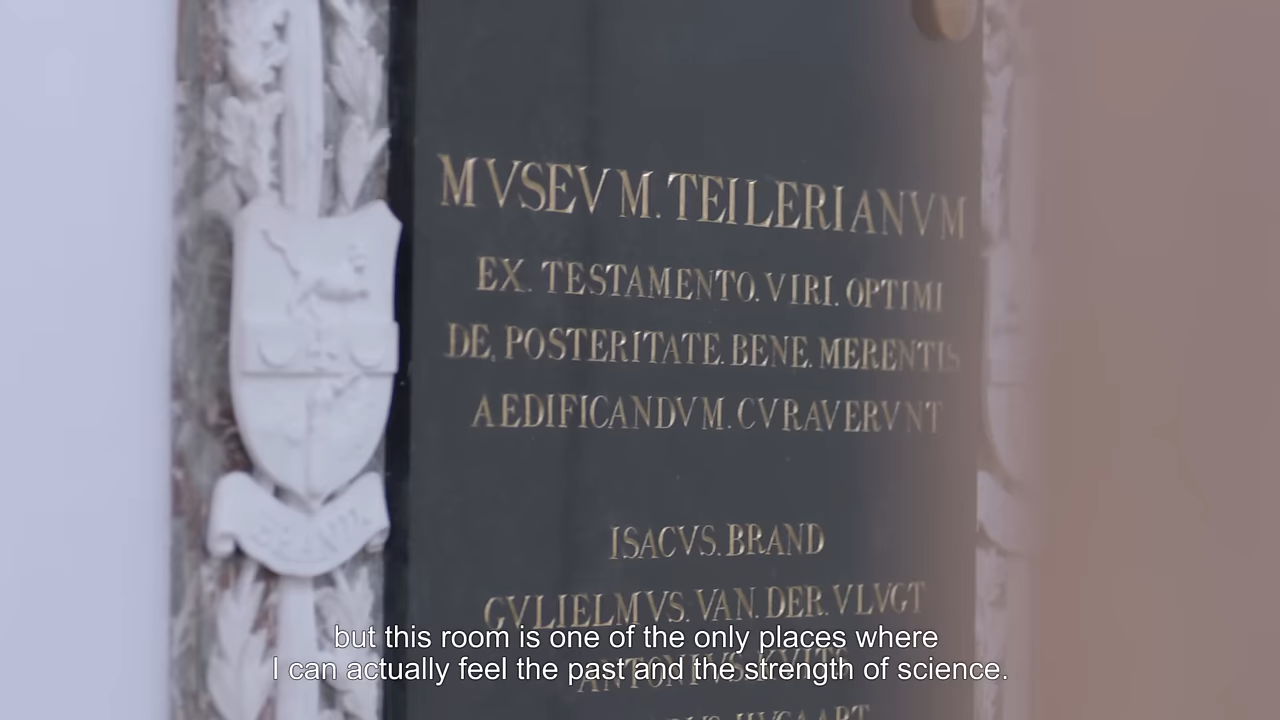 MVSEVM. TEILERIANVM
EX. TESTAMENTO. VIRI. OPTIMI
DE. POSTERITATE. BENE. MERENTIS
AEDIFICANDVM. CVRAVERVNT
ISACVS. BRAND
GVLIELMVS. VAN. DER. VLVGT
but this room is one of the only places where
I can actually feel the past and the strength of science.
ANTONIVS.